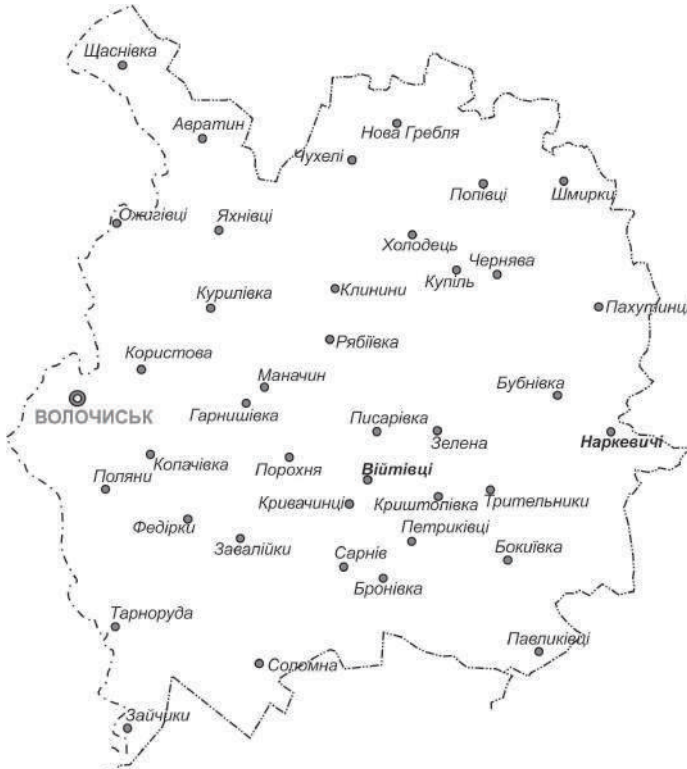 Щаснівка
Авратин
Нова Гребля
Чухелі
Попівці
Шмирки
Ожигівці
Яхнівці
Холодець
Чернява
Купіль
Клинини
Курилівка
Пахутинц
Рябіївка
Користова
Маначин
Бубнівка
Гарнишівка
ВОЛОЧИСЬК
Писарівка
Зелена
Наркевичі
Копачівка
Порохня
Війтівці
Поляни
Кривачинці
Криштопівка
Трительники
Федірки
Завалійки
Петриківці
Сарнів
Бокиївка
Бронівка
Тарноруда
Павликівці
Соломна
Зайчики